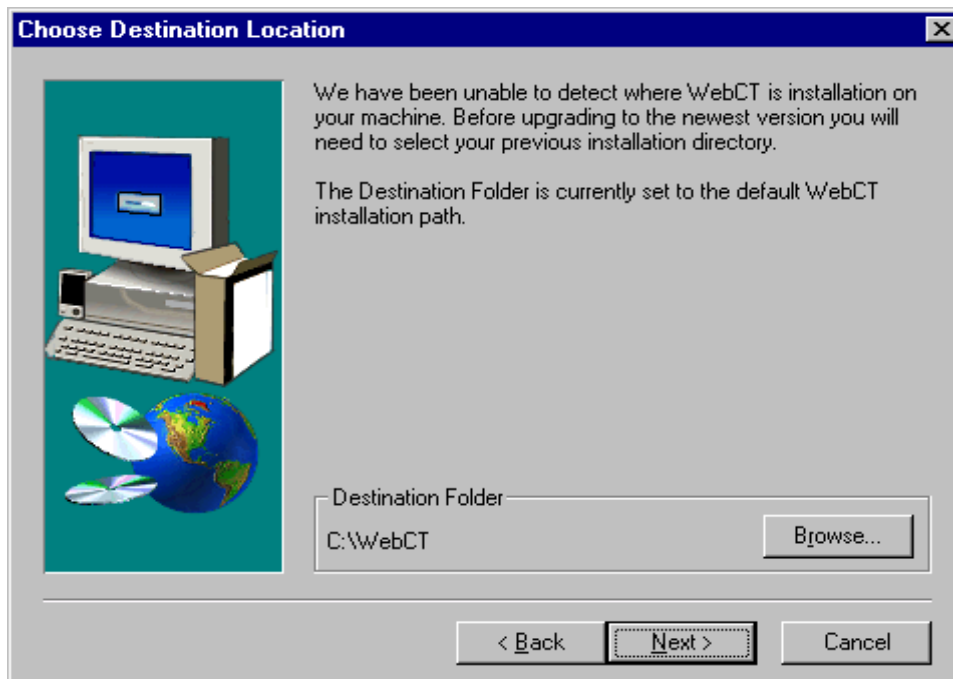 Choose Destination Location
We have been unable to detect where WebCT is installation on
your machine. Before upgrading to the newest version you will
need to select your previous installation directory.
The Destination Folder is currently set to the default WebCT
installation path.
Destination Folder
C:\WebCT
Browse...
< Back
Next >
Cancel